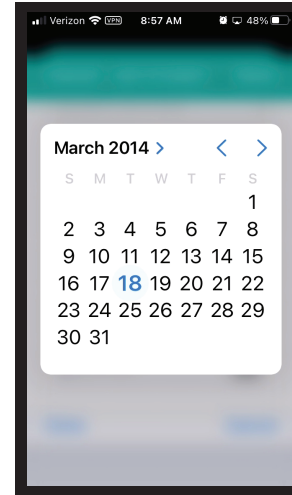 Verizon VPN 8:57 AM 48%
March 2014
S M T W T F S
1
2 3 4 5 6 7 8
9 10 11 12 13 14 15
16 17 18 19 20 21 22
23 24 25 26 27 28 29
30 31